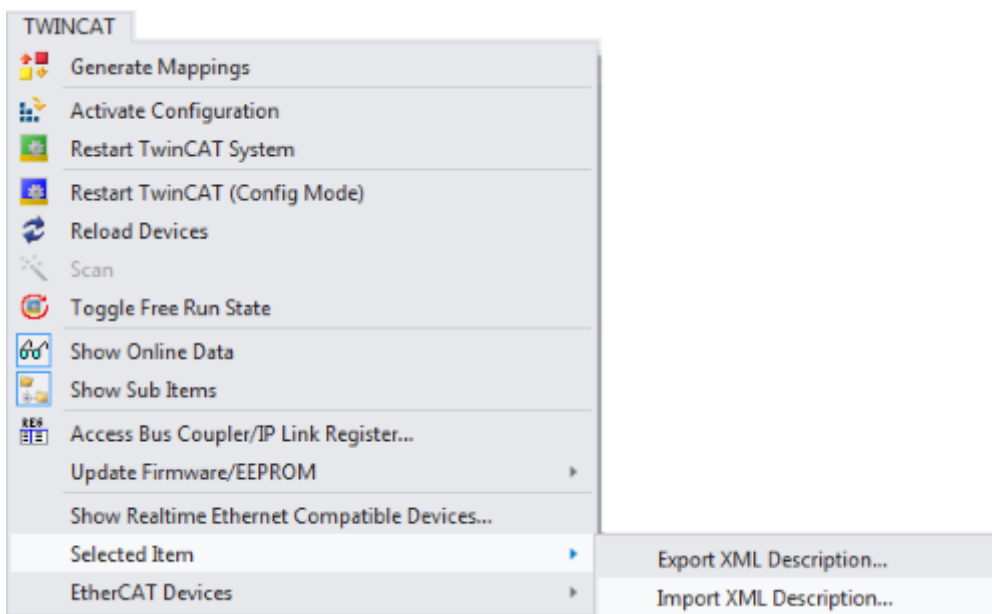 TWINCAT
Generate Mappings
Activate Configuration
Restart TwinCAT System
Restart TwinCAT (Config Mode)
Reload Devices
Scan
Toggle Free Run State
Show Online Data
Show Sub Items
REG
Access Bus Coupler/IP Link Register...
Update Firmware/EEPROM
Show Realtime Ethernet Compatible Devices...
Selected Item
Export XML Description...
EtherCAT Devices
Import XML Description...